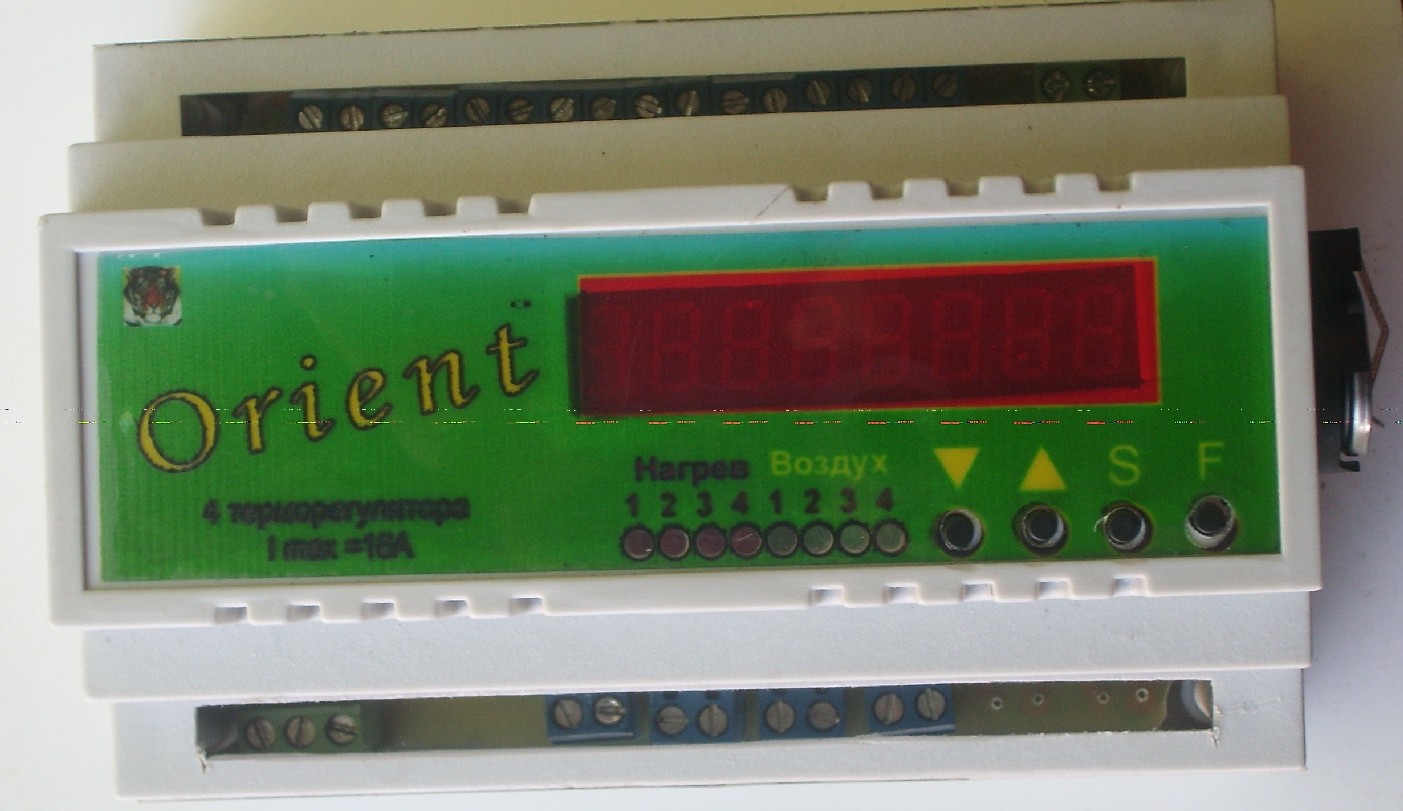 Orient
4 терморегулятора
I max =16A
Нагрев Воздух
1 2 3 4 1 2 3 4
▼ ▲ S F